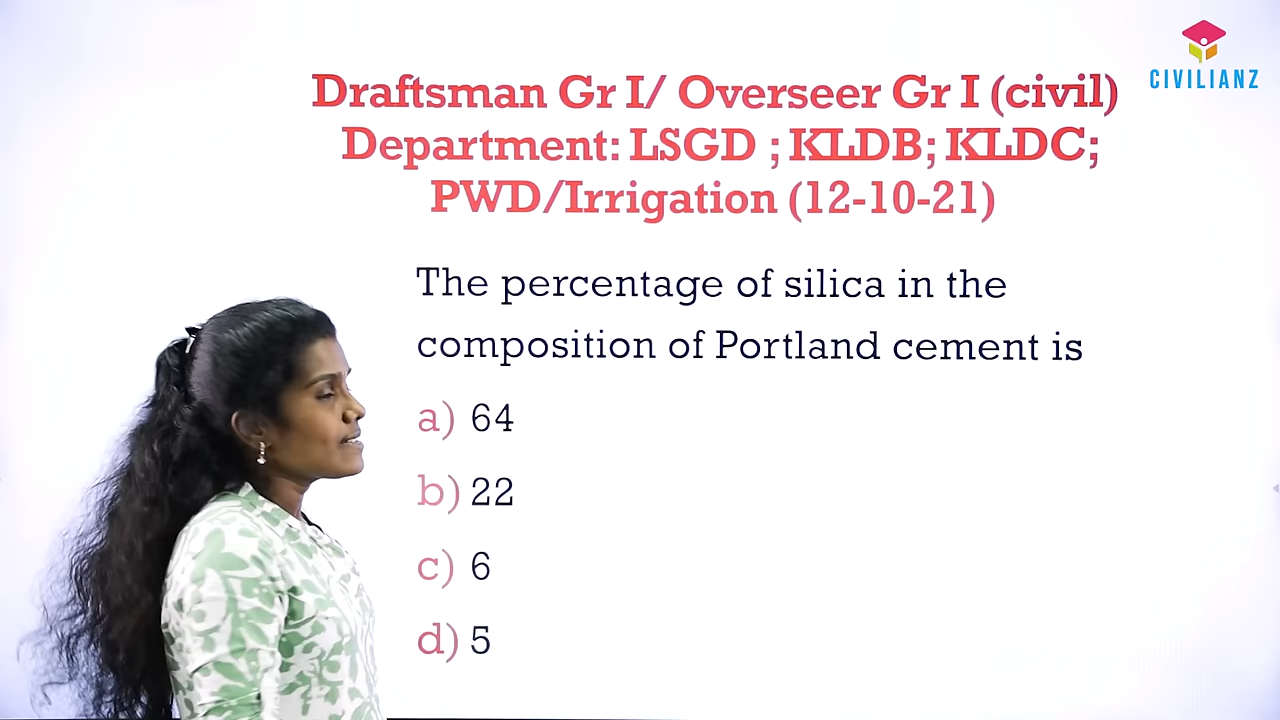 CIVILIANZ
Draftsman Gr I/ Overseer Gr I (civil)
Department: LSGD ; KLDB; KLDC;
PWD/Irrigation (12-10-21)
The percentage of silica in the
composition of Portland cement is
a) 64
b) 22
c) 6
d) 5